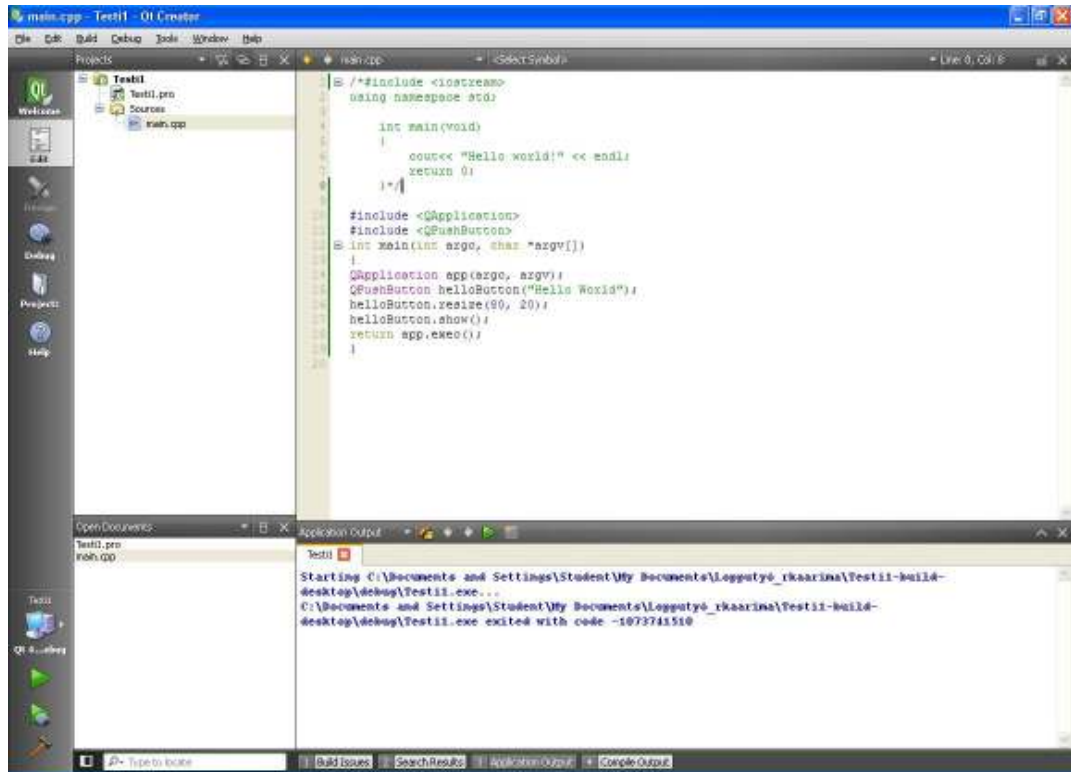 main.cpp - Testi1 - Qt Creator
File Edit Build Debug Tools Window Help
Projects
main.cpp
<Select Symbol>
Line: 8, Col: 8
Welcome
Edit
Debug
Projects
Help
Testi1
Testi1.pro
Sources
main.cpp
/*#include <iostream>
using namespace std;
int main(void)
{
cout<< "Hello world!" << endl;
return 0;
}*/
#include <QApplication>
#include <QPushButton>
int main(int argc, char *argv[])
{
QApplication app(argc, argv);
QPushButton helloButton("Hello World");
helloButton.resize(80, 20);
helloButton.show();
return app.exec();
}
Open Documents
Testi1.pro
main.cpp
Application Output
Testi1
Starting C:\Documents and Settings\Student\My Documents\Lopputyö_rkaarima\Testi1-build-
desktop\debug\Testi1.exe...
C:\Documents and Settings\Student\My Documents\Lopputyö_rkaarima\Testi1-build-
desktop\debug\Testi1.exe exited with code -1073741510
Testi1
Type to locate
1 Build Issues 2 Search Results 3 Application Output 4 Compile Output